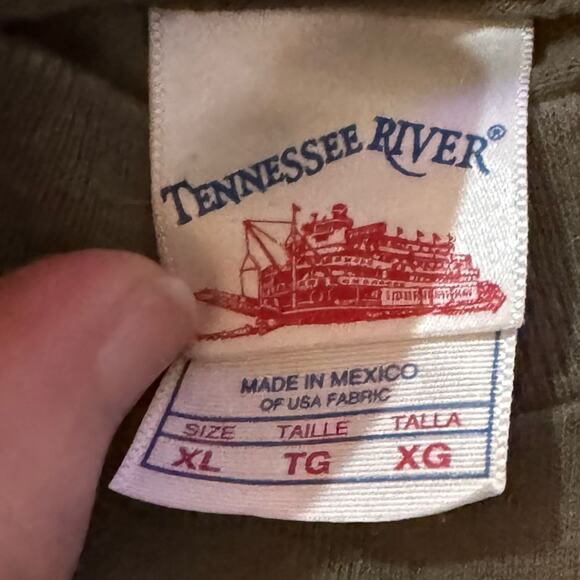 TENNESSEE RIVER®
MADE IN MEXICO
OF USA FABRIC
SIZE TAILLE TALLA
XL TG XG